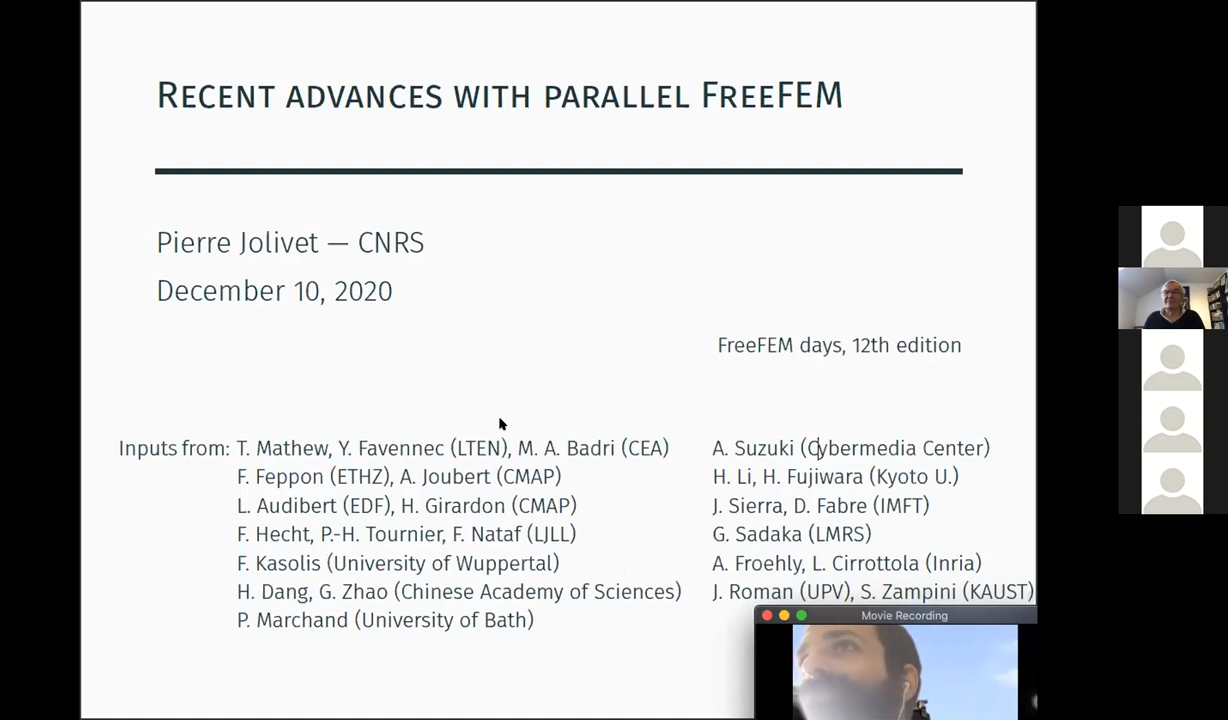 RECENT ADVANCES WITH PARALLEL FREEFEM
Pierre Jolivet — CNRS
December 10, 2020
FreeFEM days, 12th edition
Inputs from: T. Mathew, Y. Favennec (LTEN), M. A. Badri (CEA)
F. Feppon (ETHZ), A. Joubert (CMAP)
L. Audibert (EDF), H. Girardon (CMAP)
F. Hecht, P.-H. Tournier, F. Nataf (LJLL)
F. Kasolis (University of Wuppertal)
H. Dang, G. Zhao (Chinese Academy of Sciences)
P. Marchand (University of Bath)
A. Suzuki (Cybermedia Center)
H. Li, H. Fujiwara (Kyoto U.)
J. Sierra, D. Fabre (IMFT)
G. Sadaka (LMRS)
A. Froehly, L. Cirrottola (Inria)
J. Roman (UPV), S. Zampini (KAUST)
Movie Recording